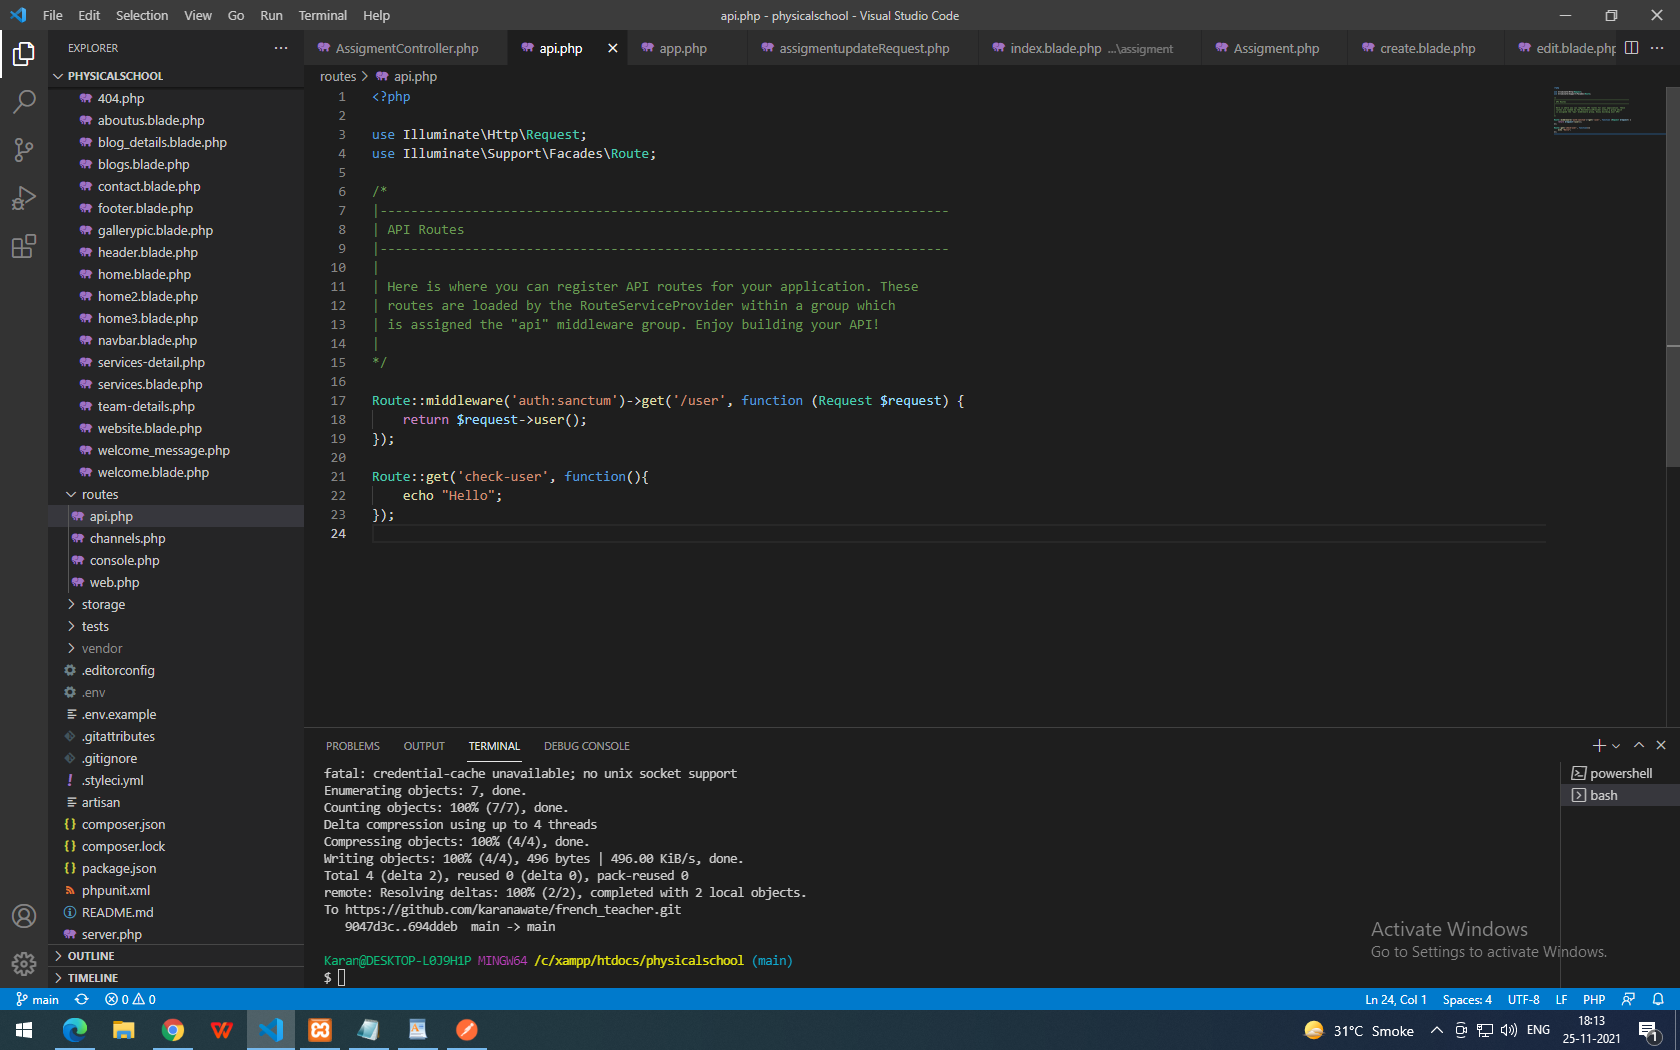 File Edit Selection View Go Run Terminal Help
api.php - physicalschool - Visual Studio Code
EXPLORER
PHYSICALSCHOOL
404.php
aboutus.blade.php
blog_details.blade.php
blogs.blade.php
contact.blade.php
footer.blade.php
gallerypic.blade.php
header.blade.php
home.blade.php
home2.blade.php
home3.blade.php
navbar.blade.php
services-detail.php
services.blade.php
team-details.php
website.blade.php
welcome_message.php
welcome.blade.php
routes
api.php
channels.php
console.php
web.php
storage
tests
vendor
.editorconfig
.env
.env.example
.gitattributes
.gitignore
.styleci.yml
artisan
composer.json
composer.lock
package.json
phpunit.xml
README.md
server.php
OUTLINE
TIMELINE
AssigmentController.php api.php app.php assigmentupdateRequest.php index.blade.php ...\assigment Assigment.php create.blade.php edit.blade.php
routes > api.php
1 <?php
2
3 use Illuminate\Http\Request;
4 use Illuminate\Support\Facades\Route;
5
6 /*
7 |--------------------------------------------------------------------------
8 | API Routes
9 |--------------------------------------------------------------------------
10 |
11 | Here is where you can register API routes for your application. These
12 | routes are loaded by the RouteServiceProvider within a group which
13 | is assigned the "api" middleware group. Enjoy building your API!
14 |
15 */
16
17 Route::middleware('auth:sanctum')->get('/user', function (Request $request) {
18 return $request->user();
19 });
20
21 Route::get('check-user', function(){
22 echo "Hello";
23 });
24
PROBLEMS OUTPUT TERMINAL DEBUG CONSOLE
fatal: credential-cache unavailable; no unix socket support
Enumerating objects: 7, done.
Counting objects: 100% (7/7), done.
Delta compression using up to 4 threads
Compressing objects: 100% (4/4), done.
Writing objects: 100% (4/4), 496 bytes | 496.00 KiB/s, done.
Total 4 (delta 2), reused 0 (delta 0), pack-reused 0
remote: Resolving deltas: 100% (2/2), completed with 2 local objects.
To https://github.com/karanawate/french_teacher.git
9047d3c..694ddeb main -> main
Karan@DESKTOP-L0J9H1P MINGW64 /c/xampp/htdocs/physicalschool (main)
$
powershell
bash
Activate Windows
Go to Settings to activate Windows.
main 0 0
Ln 24, Col 1 Spaces: 4 UTF-8 LF PHP
31°C Smoke ENG
18:13
25-11-2021
1